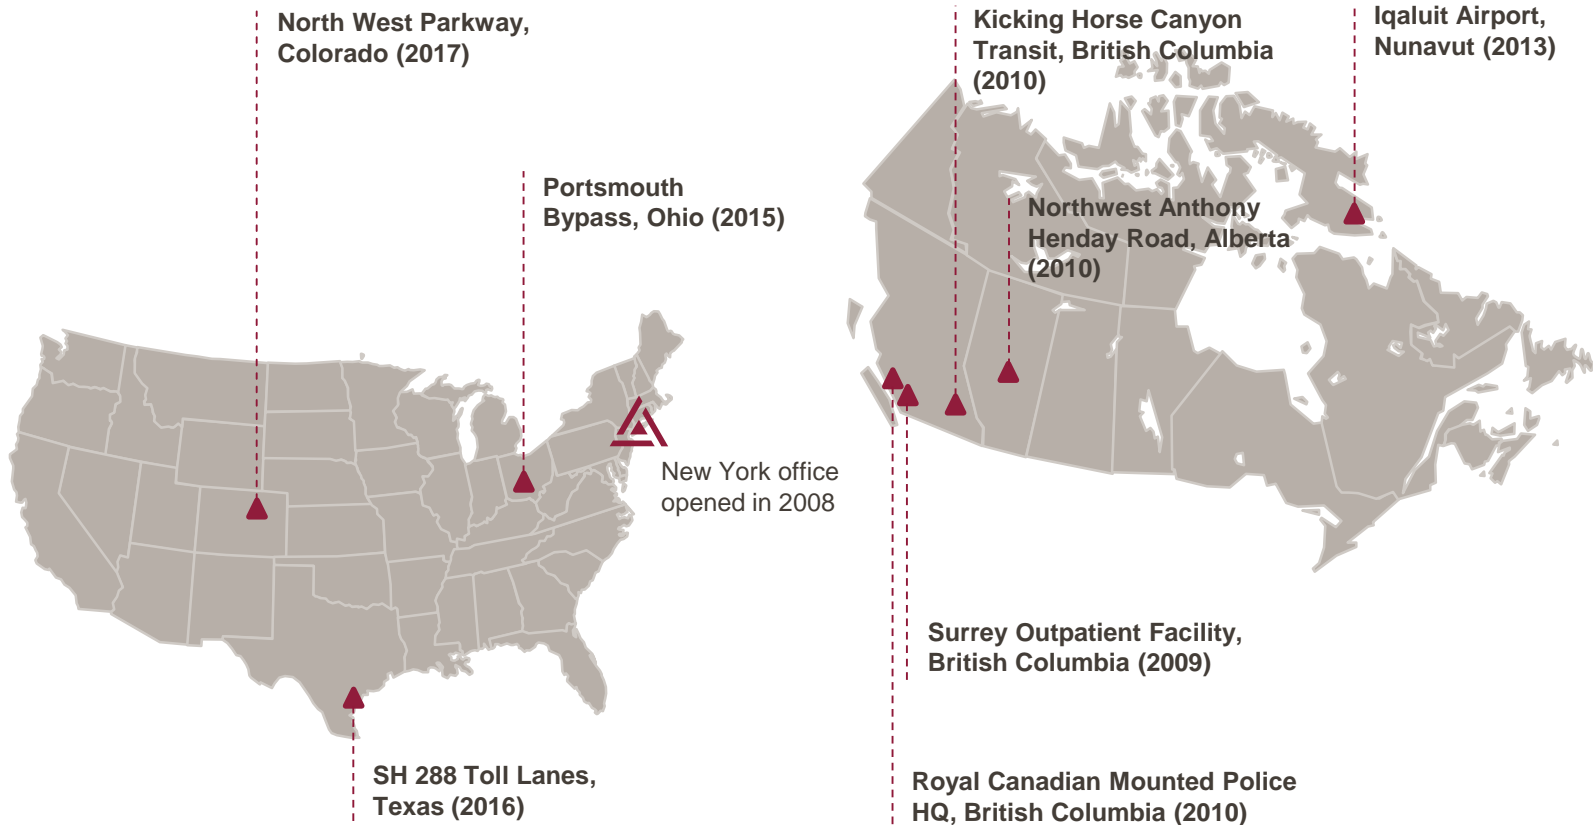 North West Parkway,
Colorado (2017)
Kicking Horse Canyon
Transit, British Columbia
(2010)
Iqaluit Airport,
Nunavut (2013)
Portsmouth
Bypass, Ohio (2015)
Northwest Anthony
Henday Road, Alberta
(2010)
New York office
opened in 2008
Surrey Outpatient Facility,
British Columbia (2009)
SH 288 Toll Lanes,
Texas (2016)
Royal Canadian Mounted Police
HQ, British Columbia (2010)